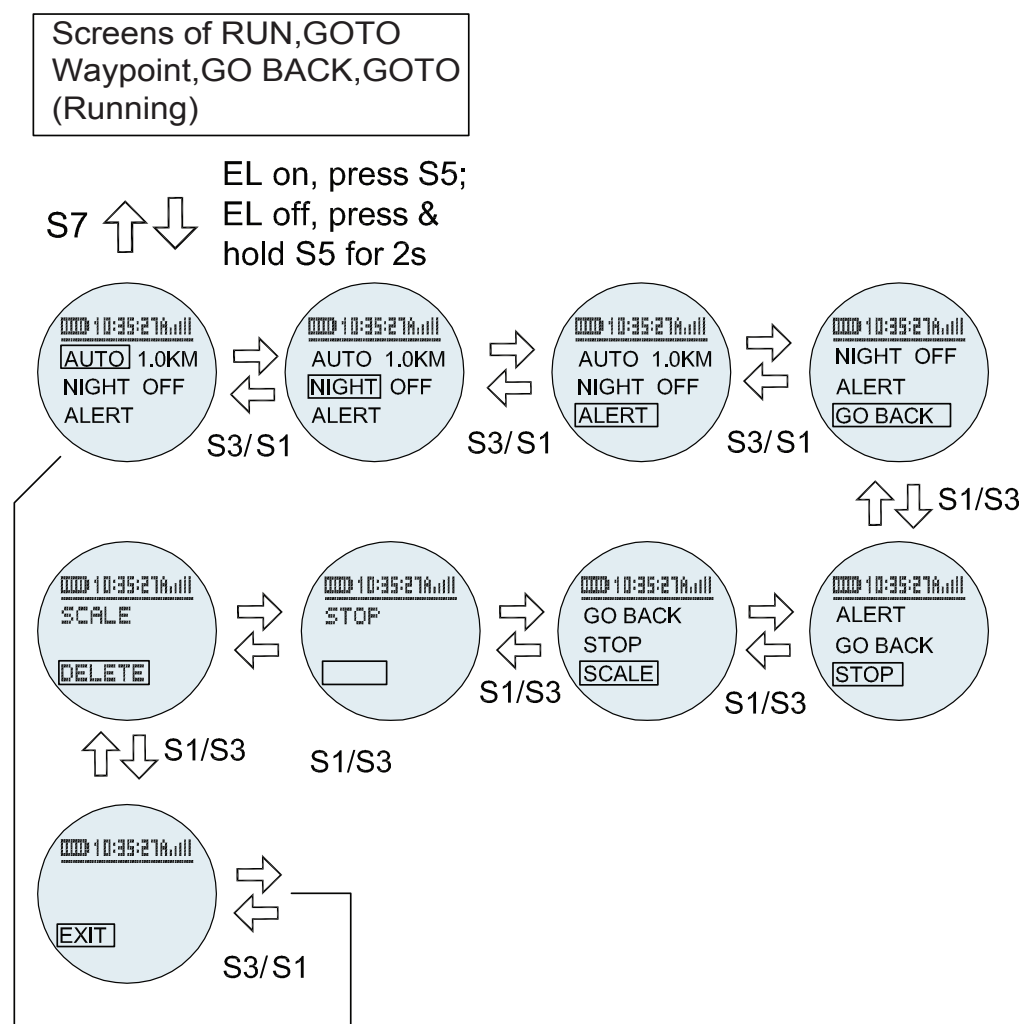 Screens of RUN,GOTO
Waypoint,GO BACK,GOTO
(Running)
S7
EL on, press S5;
EL off, press &
hold S5 for 2s
10:35:27A
AUTO 1.0KM
NIGHT OFF
ALERT
S3/S1
10:35:27A
AUTO 1.0KM
NIGHT OFF
ALERT
S3/S1
10:35:27A
AUTO 1.0KM
NIGHT OFF
ALERT
S3/S1
10:35:27A
NIGHT OFF
ALERT
GO BACK
S1/S3
10:35:27A
SCALE
DELETE
10:35:27A
STOP
S1/S3
10:35:27A
GO BACK
STOP
SCALE
S1/S3
10:35:27A
ALERT
GO BACK
STOP
S1/S3
S1/S3
10:35:27A
EXIT
S3/S1